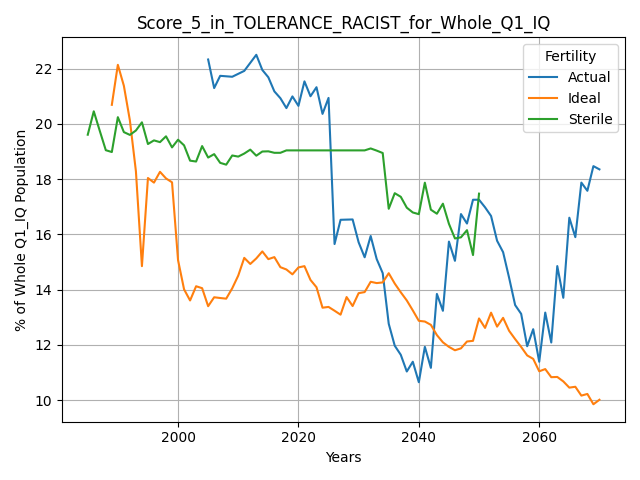 Score_5_in_TOLERANCE_RACIST_for_Whole_Q1_IQ
Fertility
Actual
Ideal
Sterile
% of Whole Q1_IQ Population
22
20
18
16
14
12
10
2000
2020
2040
2060
Years